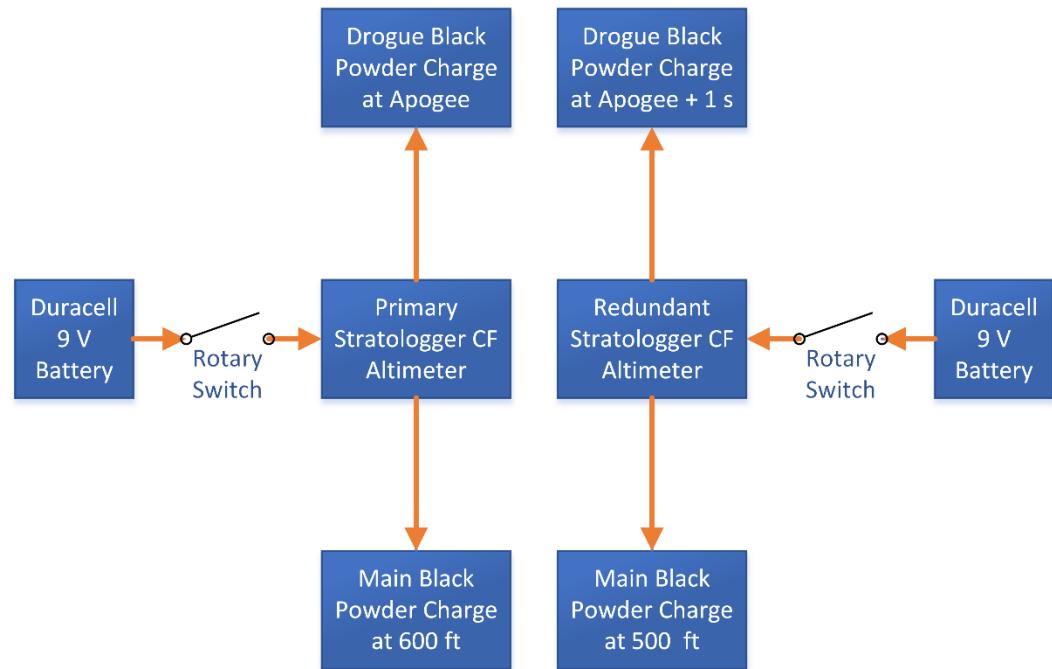 Drogue Black
Powder Charge
at Apogee
Drogue Black
Powder Charge
at Apogee + 1 s
Duracell
9 V
Battery
Rotary
Switch
Primary
Stratologger CF
Altimeter
Redundant
Stratologger CF
Altimeter
Rotary
Switch
Duracell
9 V
Battery
Main Black
Powder Charge
at 600 ft
Main Black
Powder Charge
at 500 ft